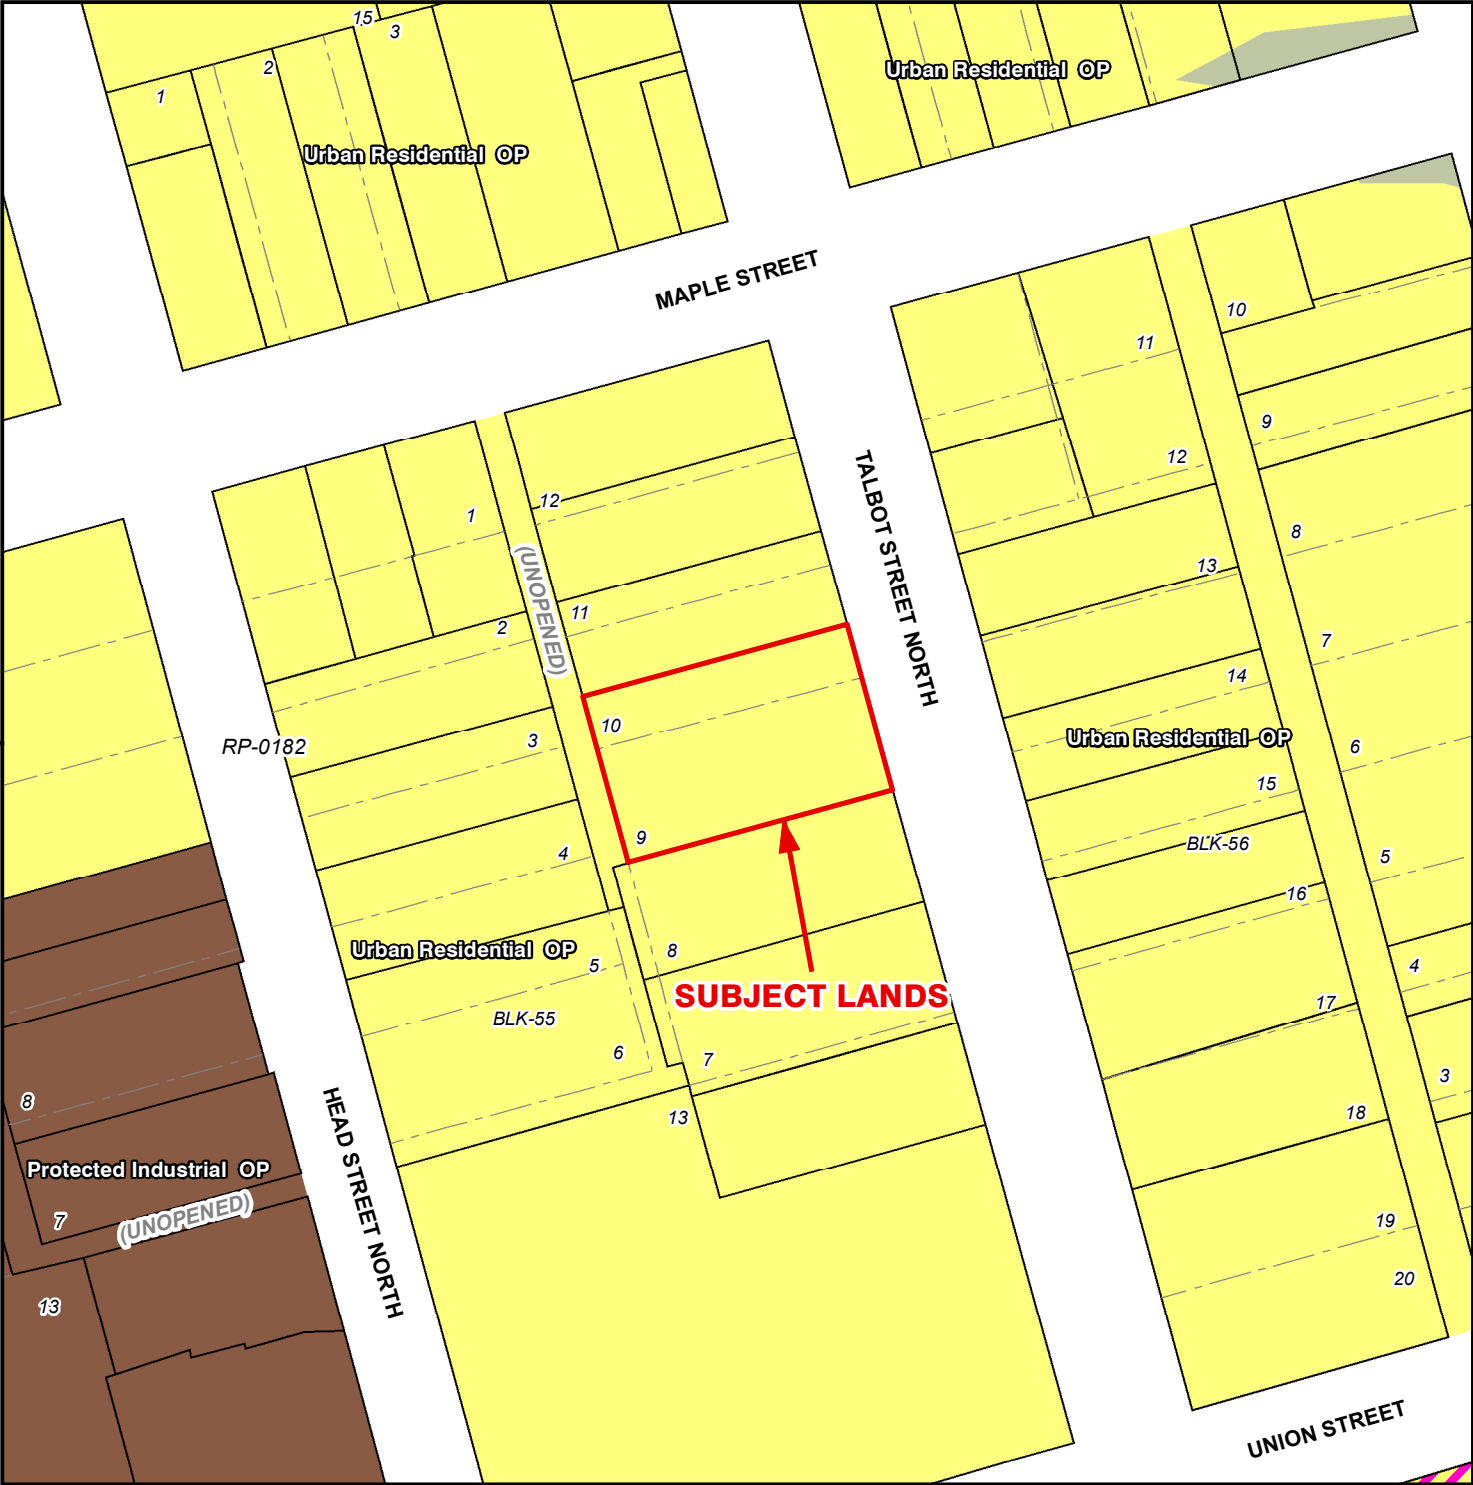 15
3
2
1
Urban Residential  OP
Urban Residential  OP
MAPLE STREET
10
11
9
12
12
1
(UNOPENED)
TALBOT STREET NORTH
8
13
11
2
7
14
10
3
RP-0182
Urban Residential  OP
6
15
9
4
BLK-56
5
16
Urban Residential  OP
8
5
4
SUBJECT LANDS
17
BLK-55
6
7
3
8
18
13
HEAD STREET NORTH
Protected Industrial  OP
7
(UNOPENED)
19
20
13
UNION STREET